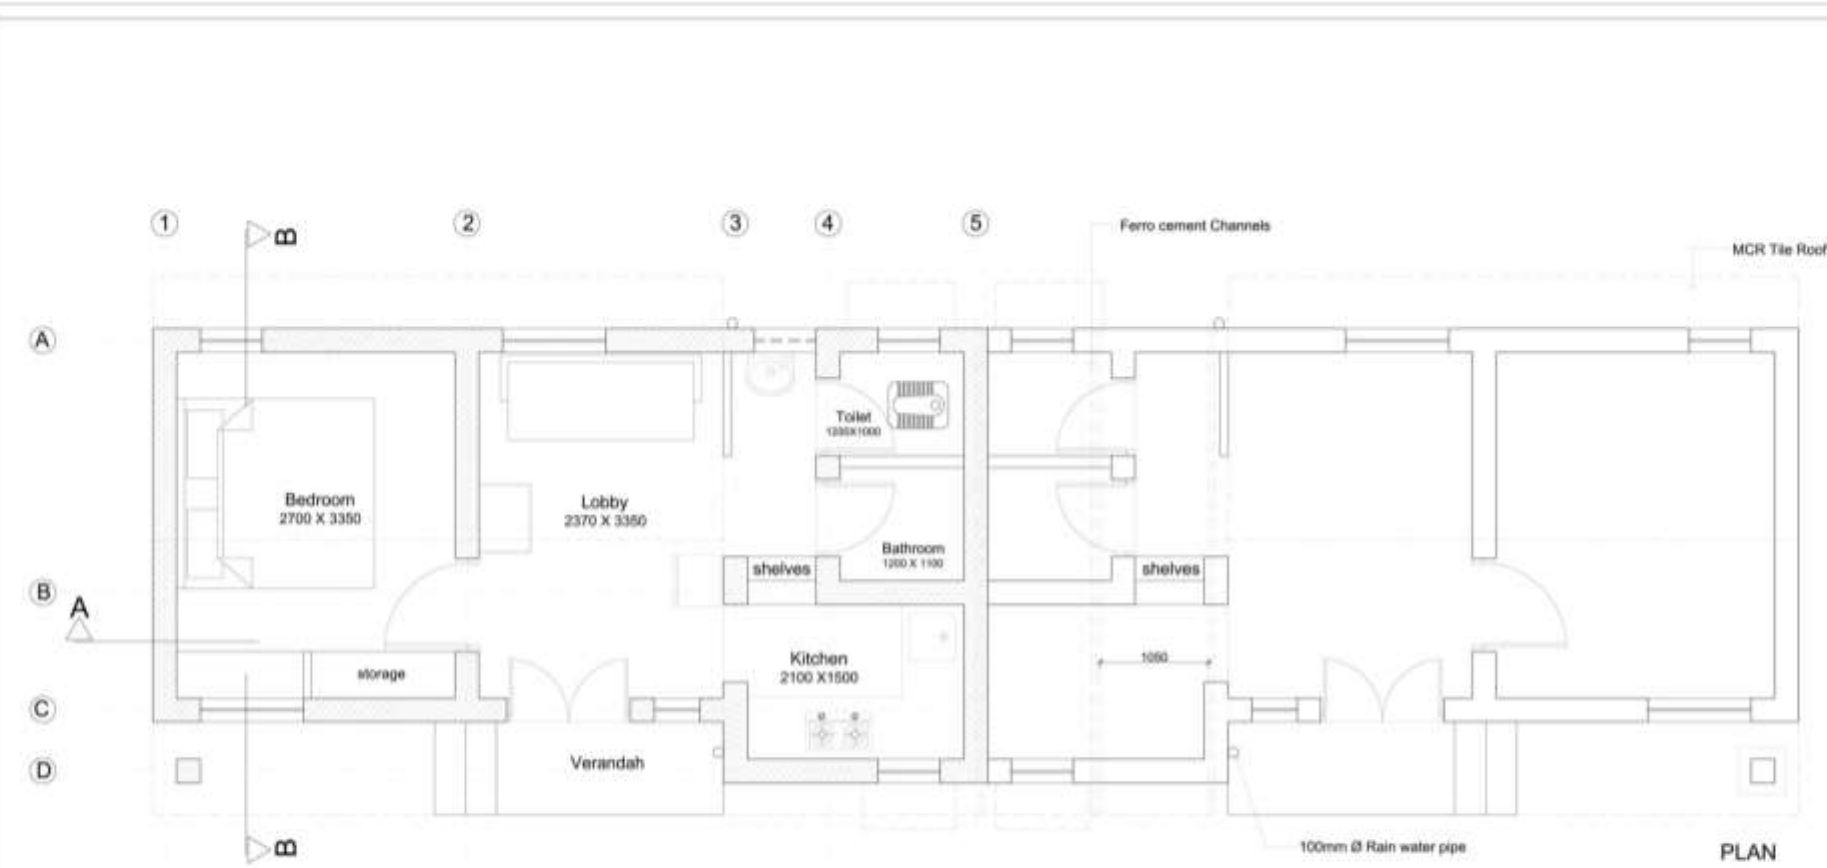 1
2
3
4
5
B
Ferro cement Channels
MCR Tile Roof
A
Toilet
1200X1000
Bedroom
2700 X 3350
Lobby
2370 X 3350
Bathroom
1200 X 1100
shelves
shelves
B
A
Kitchen
2100 X1500
1050
storage
C
Verandah
D
B
100mm Ø Rain water pipe
PLAN